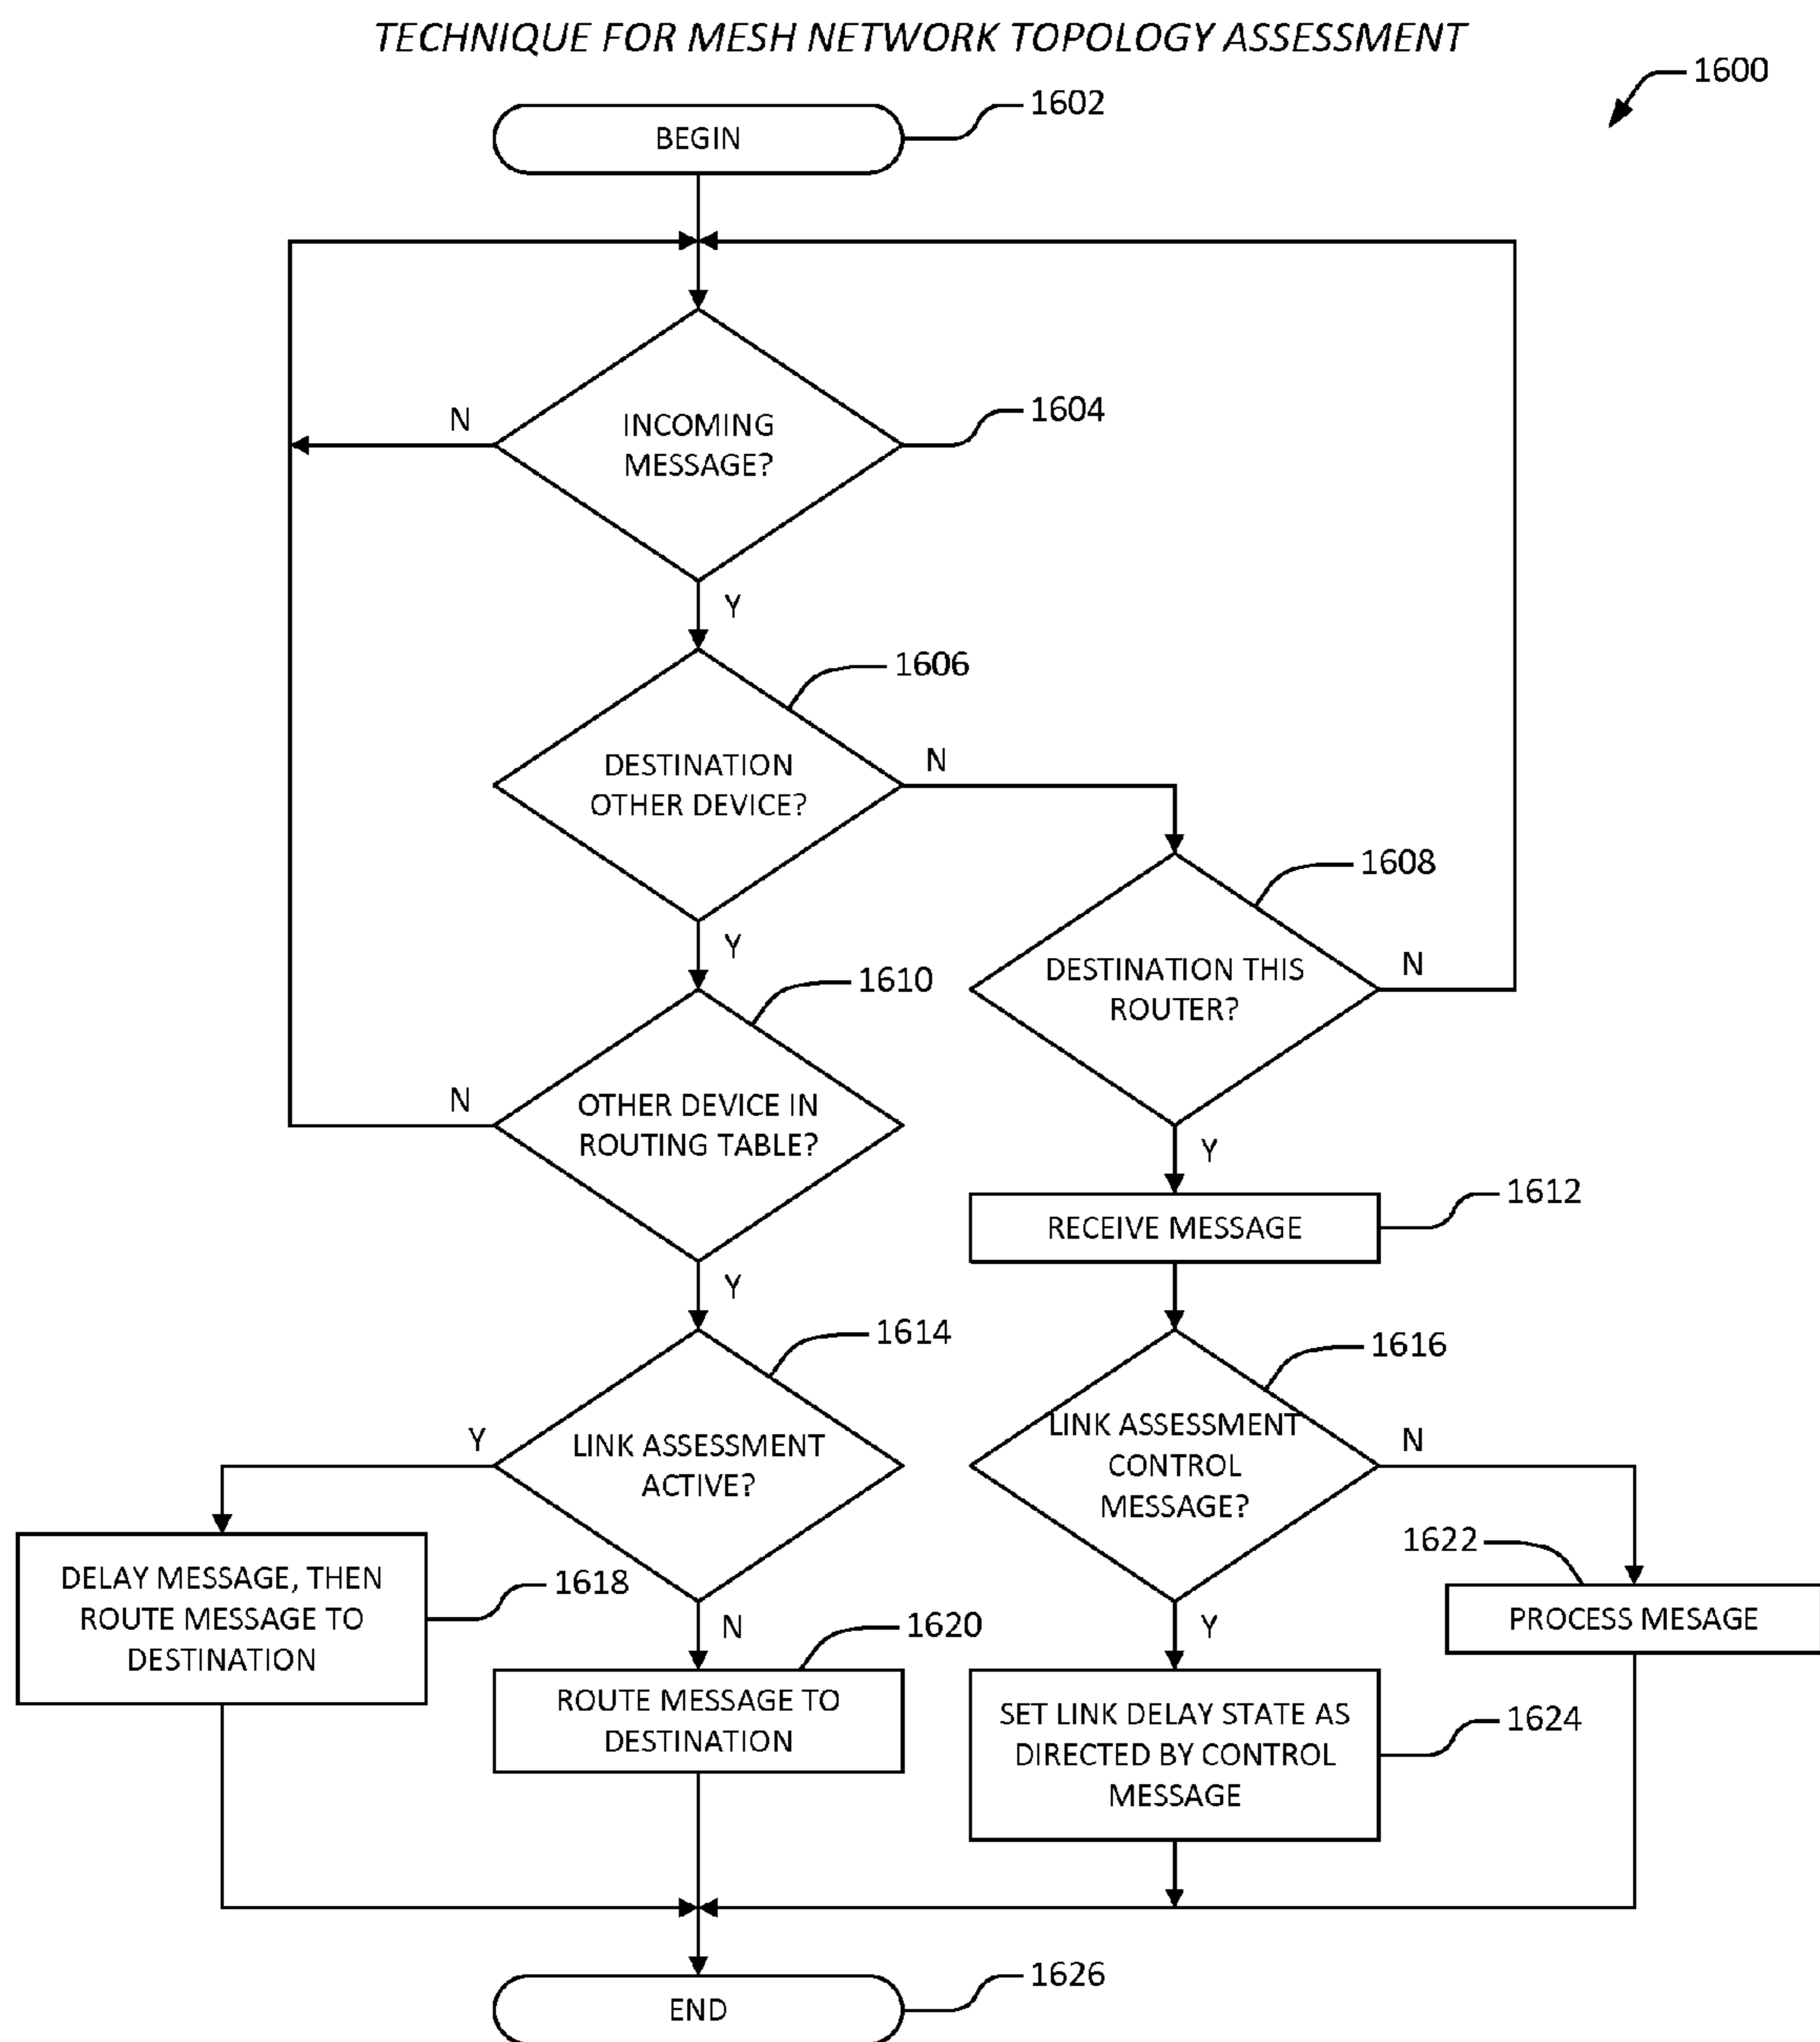 TECHNIQUE FOR MESH NETWORK TOPOLOGY ASSESSMENT
1600
1602
BEGIN
1604
N
INCOMING
MESSAGE?
Y
1606
DESTINATION
OTHER DEVICE?
N
1608
Y
DESTINATION THIS
ROUTER?
N
1610
OTHER DEVICE IN
ROUTING TABLE?
N
Y
1612
RECEIVE MESSAGE
Y
1614
1616
Y
LINK ASSESSMENT
ACTIVE?
LINK ASSESSMENT
CONTROL
MESSAGE?
N
1622
DELAY MESSAGE, THEN
ROUTE MESSAGE TO
DESTINATION
1618
N
1620
Y
PROCESS MESAGE
ROUTE MESSAGE TO
DESTINATION
SET LINK DELAY STATE AS
DIRECTED BY CONTROL
MESSAGE
1624
1626
END